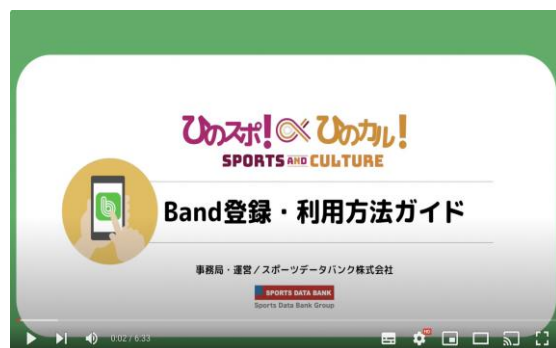 ひのスポ! ひのカル!
SPORTS AND CULTURE
Band登録・利用方法ガイド
事務局・運営/スポーツデータバンク株式会社
SPORTS DATA BANK
Sports Data Bank Group
0:02 / 6:33